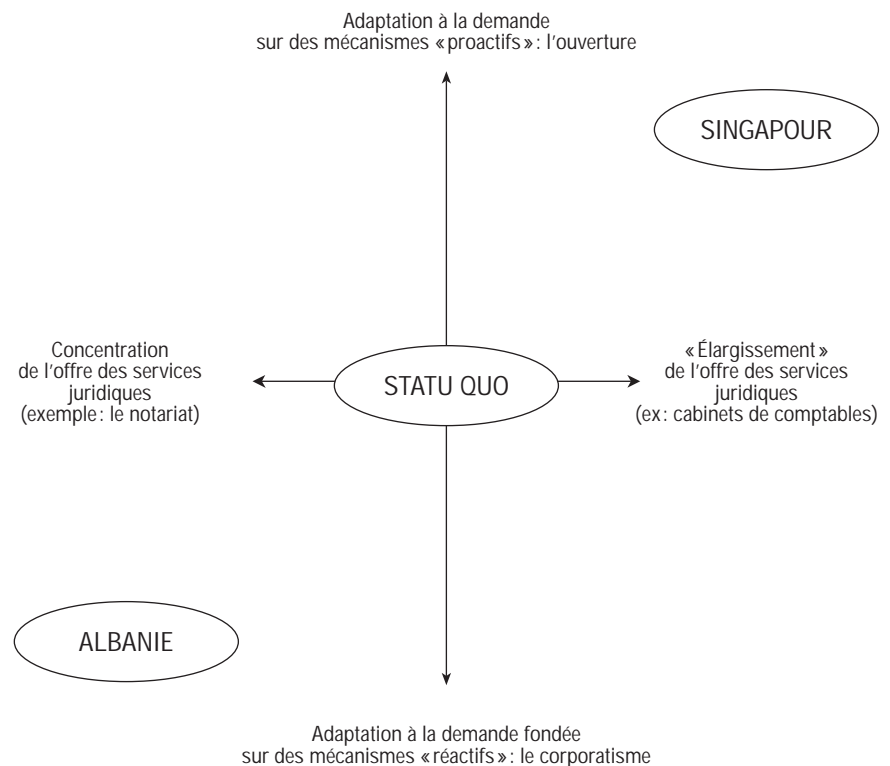 Adaptation à la demande
sur des mécanismes « proactifs » : l'ouverture
SINGAPOUR
Concentration
de l'offre des services
juridiques
(exemple : le notariat)
STATU QUO
« Élargissement »
de l'offre des services
juridiques
(ex : cabinets de comptables)
ALBANIE
Adaptation à la demande fondée
sur des mécanismes « réactifs » : le corporatisme